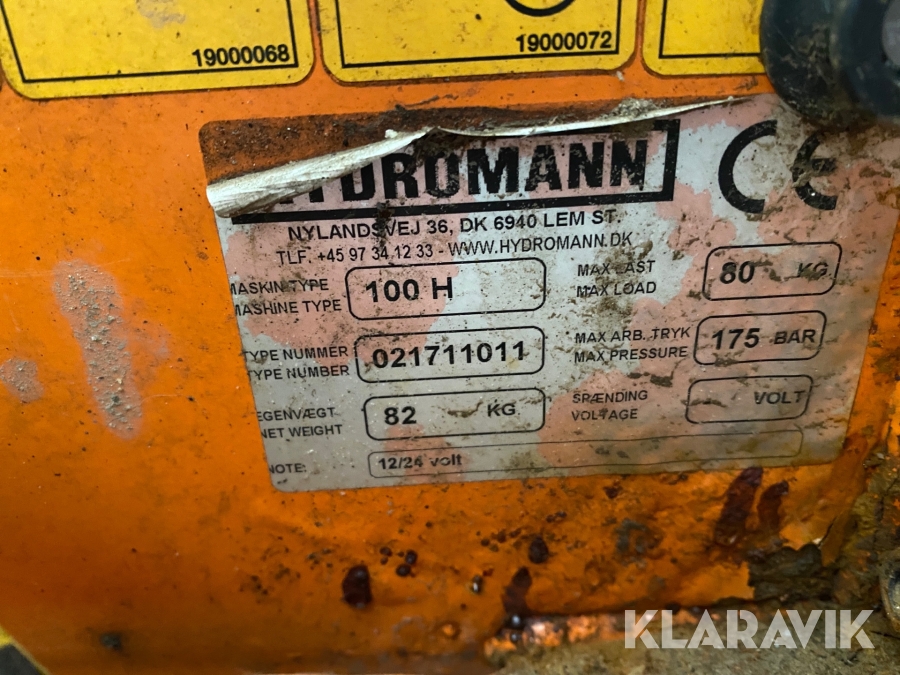 19000068
19000072
HYDROMANN
CE
NYLANDSVEJ 36, DK 6940 LEM ST.
TLF. +45 97 34 12 33 - WWW.HYDROMANN.DK
MASKIN TYPE
MASHINE TYPE
100 H
MAX LAST
MAX LOAD
80 KG
TYPE NUMMER
TYPE NUMBER
021711011
MAX ARB. TRYK
MAX PRESSURE
175 BAR
EGENVÆGT
NET WEIGHT
82 KG
SPÆNDING
VOLTAGE
VOLT
NOTE:
12/24 volt
KLARAVIK